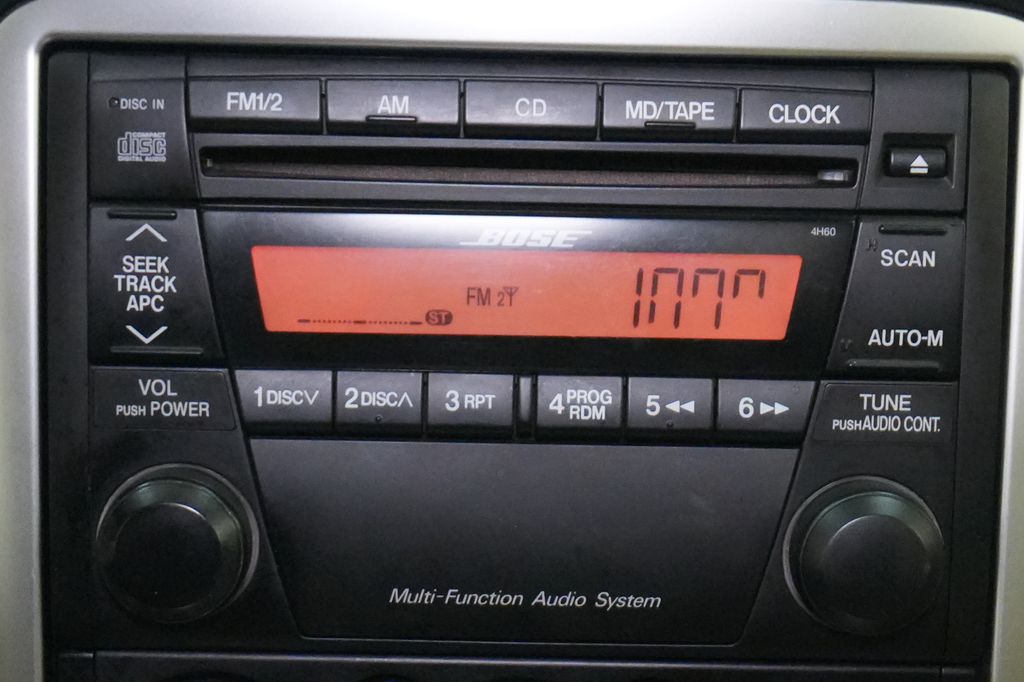 DISC IN
FM1/2
AM
CD
MD/TAPE
CLOCK
COMPACT
disc
DIGITAL AUDIO
BOSE
4H60
SEEK
TRACK
APC
FM 2
ST
SCAN
AUTO-M
VOL
PUSH POWER
1 DISC
2 DISC
3 RPT
4 PROG
RDM
5
6
TUNE
PUSH AUDIO CONT.
Multi-Function Audio System